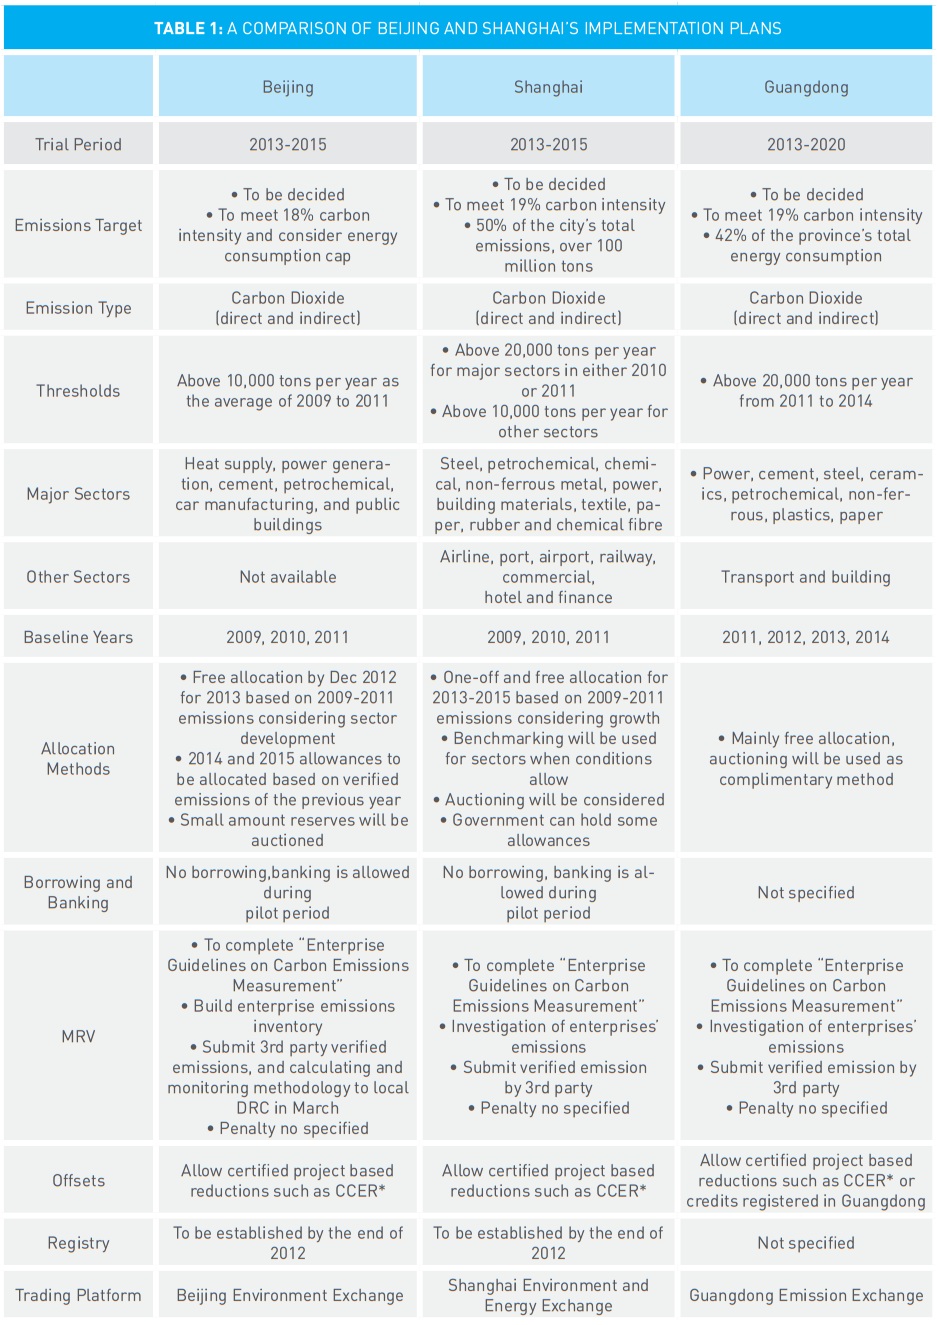 TABLE 1: A COMPARISON OF BEIJING AND SHANGHAI'S IMPLEMENTATION PLANS
Beijing
Shanghai
Guangdong
Trial Period
2013-2015
2013-2015
2013-2020
Emissions Target
• To be decided
• To meet 18% carbon
intensity and consider energy
consumption cap
• To be decided
• To meet 19% carbon intensity
• 50% of the city's total
emissions, over 100
million tons
• To be decided
• To meet 19% carbon intensity
• 42% of the province's total
energy consumption
Emission Type
Carbon Dioxide
(direct and indirect)
Carbon Dioxide
(direct and indirect)
Carbon Dioxide
(direct and indirect)
Thresholds
Above 10,000 tons per year as
the average of 2009 to 2011
• Above 20,000 tons per year
for major sectors in either 2010
or 2011
• Above 10,000 tons per year for
other sectors
• Above 20,000 tons per year
from 2011 to 2014
Major Sectors
Heat supply, power genera-
tion, cement, petrochemical,
car manufacturing, and public
buildings
Steel, petrochemical, chemi-
cal, non-ferrous metal, power,
building materials, textile, pa-
per, rubber and chemical fibre
• Power, cement, steel, ceram-
ics, petrochemical, non-fer-
rous, plastics, paper
Other Sectors
Not available
Airline, port, airport, railway,
commercial,
hotel and finance
Transport and building
Baseline Years
2009, 2010, 2011
2009, 2010, 2011
2011, 2012, 2013, 2014
Allocation
Methods
• Free allocation by Dec 2012
for 2013 based on 2009-2011
emissions considering sector
development
• 2014 and 2015 allowances to
be allocated based on verified
emissions of the previous year
• Small amount reserves will be
auctioned
• One-off and free allocation for
2013-2015 based on 2009-2011
emissions considering growth
• Benchmarking will be used
for sectors when conditions
allow
• Auctioning will be considered
• Government can hold some
allowances
• Mainly free allocation,
auctioning will be used as
complimentary method
Borrowing and
Banking
No borrowing,banking is allowed
during
pilot period
No borrowing, banking is al-
lowed during
pilot period
Not specified
MRV
• To complete "Enterprise
Guidelines on Carbon Emissions
Measurement"
• Build enterprise emissions
inventory
• Submit 3rd party verified
emissions, and calculating and
monitoring methodology to local
DRC in March
• Penalty no specified
• To complete "Enterprise
Guidelines on Carbon
Emissions Measurement"
• Investigation of enterprises'
emissions
• Submit verified emission
by 3rd party
• Penalty no specified
• To complete "Enterprise
Guidelines on Carbon
Emissions Measurement"
• Investigation of enterprises'
emissions
• Submit verified emission by
3rd party
• Penalty no specified
Offsets
Allow certified project based
reductions such as CCER*
Allow certified project based
reductions such as CCER*
Allow certified project based
reductions such as CCER* or
credits registered in Guangdong
Registry
To be established by the end of
2012
To be established by the end of
2012
Not specified
Trading Platform
Beijing Environment Exchange
Shanghai Environment and
Energy Exchange
Guangdong Emission Exchange